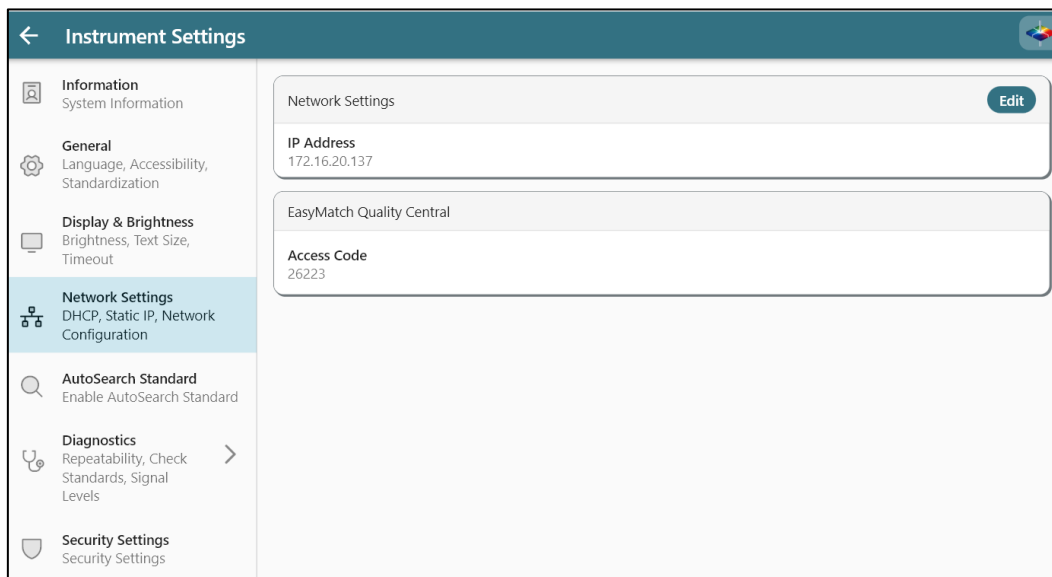 Instrument Settings
Information
System Information
General
Language, Accessibility,
Standardization
Display & Brightness
Brightness, Text Size,
Timeout
Network Settings
DHCP, Static IP, Network
Configuration
AutoSearch Standard
Enable AutoSearch Standard
Diagnostics
Repeatability, Check
Standards, Signal
Levels
Security Settings
Security Settings
Network Settings
Edit
IP Address
172.16.20.137
EasyMatch Quality Central
Access Code
26223